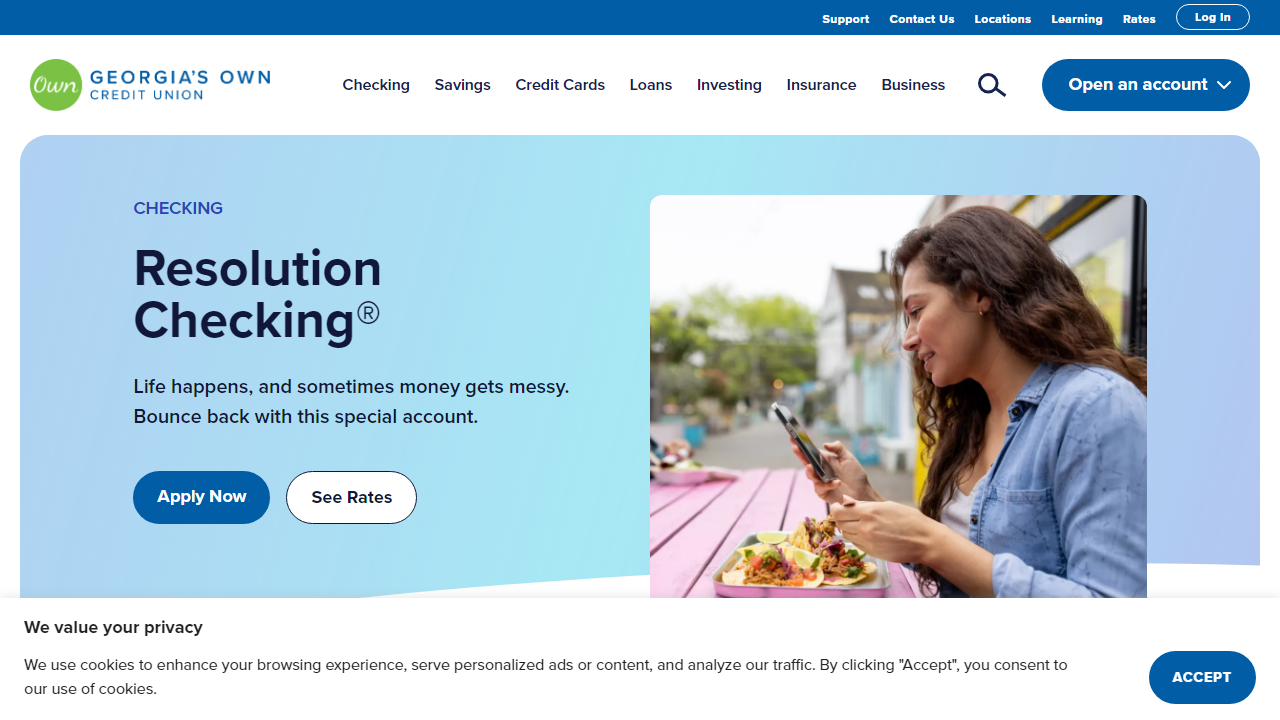 Support Contact Us Locations Learning Rates Log In
Own GEORGIA'S OWN
CREDIT UNION
Checking Savings Credit Cards Loans Investing Insurance Business Open an account
CHECKING
Resolution
Checking®
Life happens, and sometimes money gets messy.
Bounce back with this special account.
Apply Now See Rates
We value your privacy
We use cookies to enhance your browsing experience, serve personalized ads or content, and analyze our traffic. By clicking "Accept", you consent to
our use of cookies.
ACCEPT